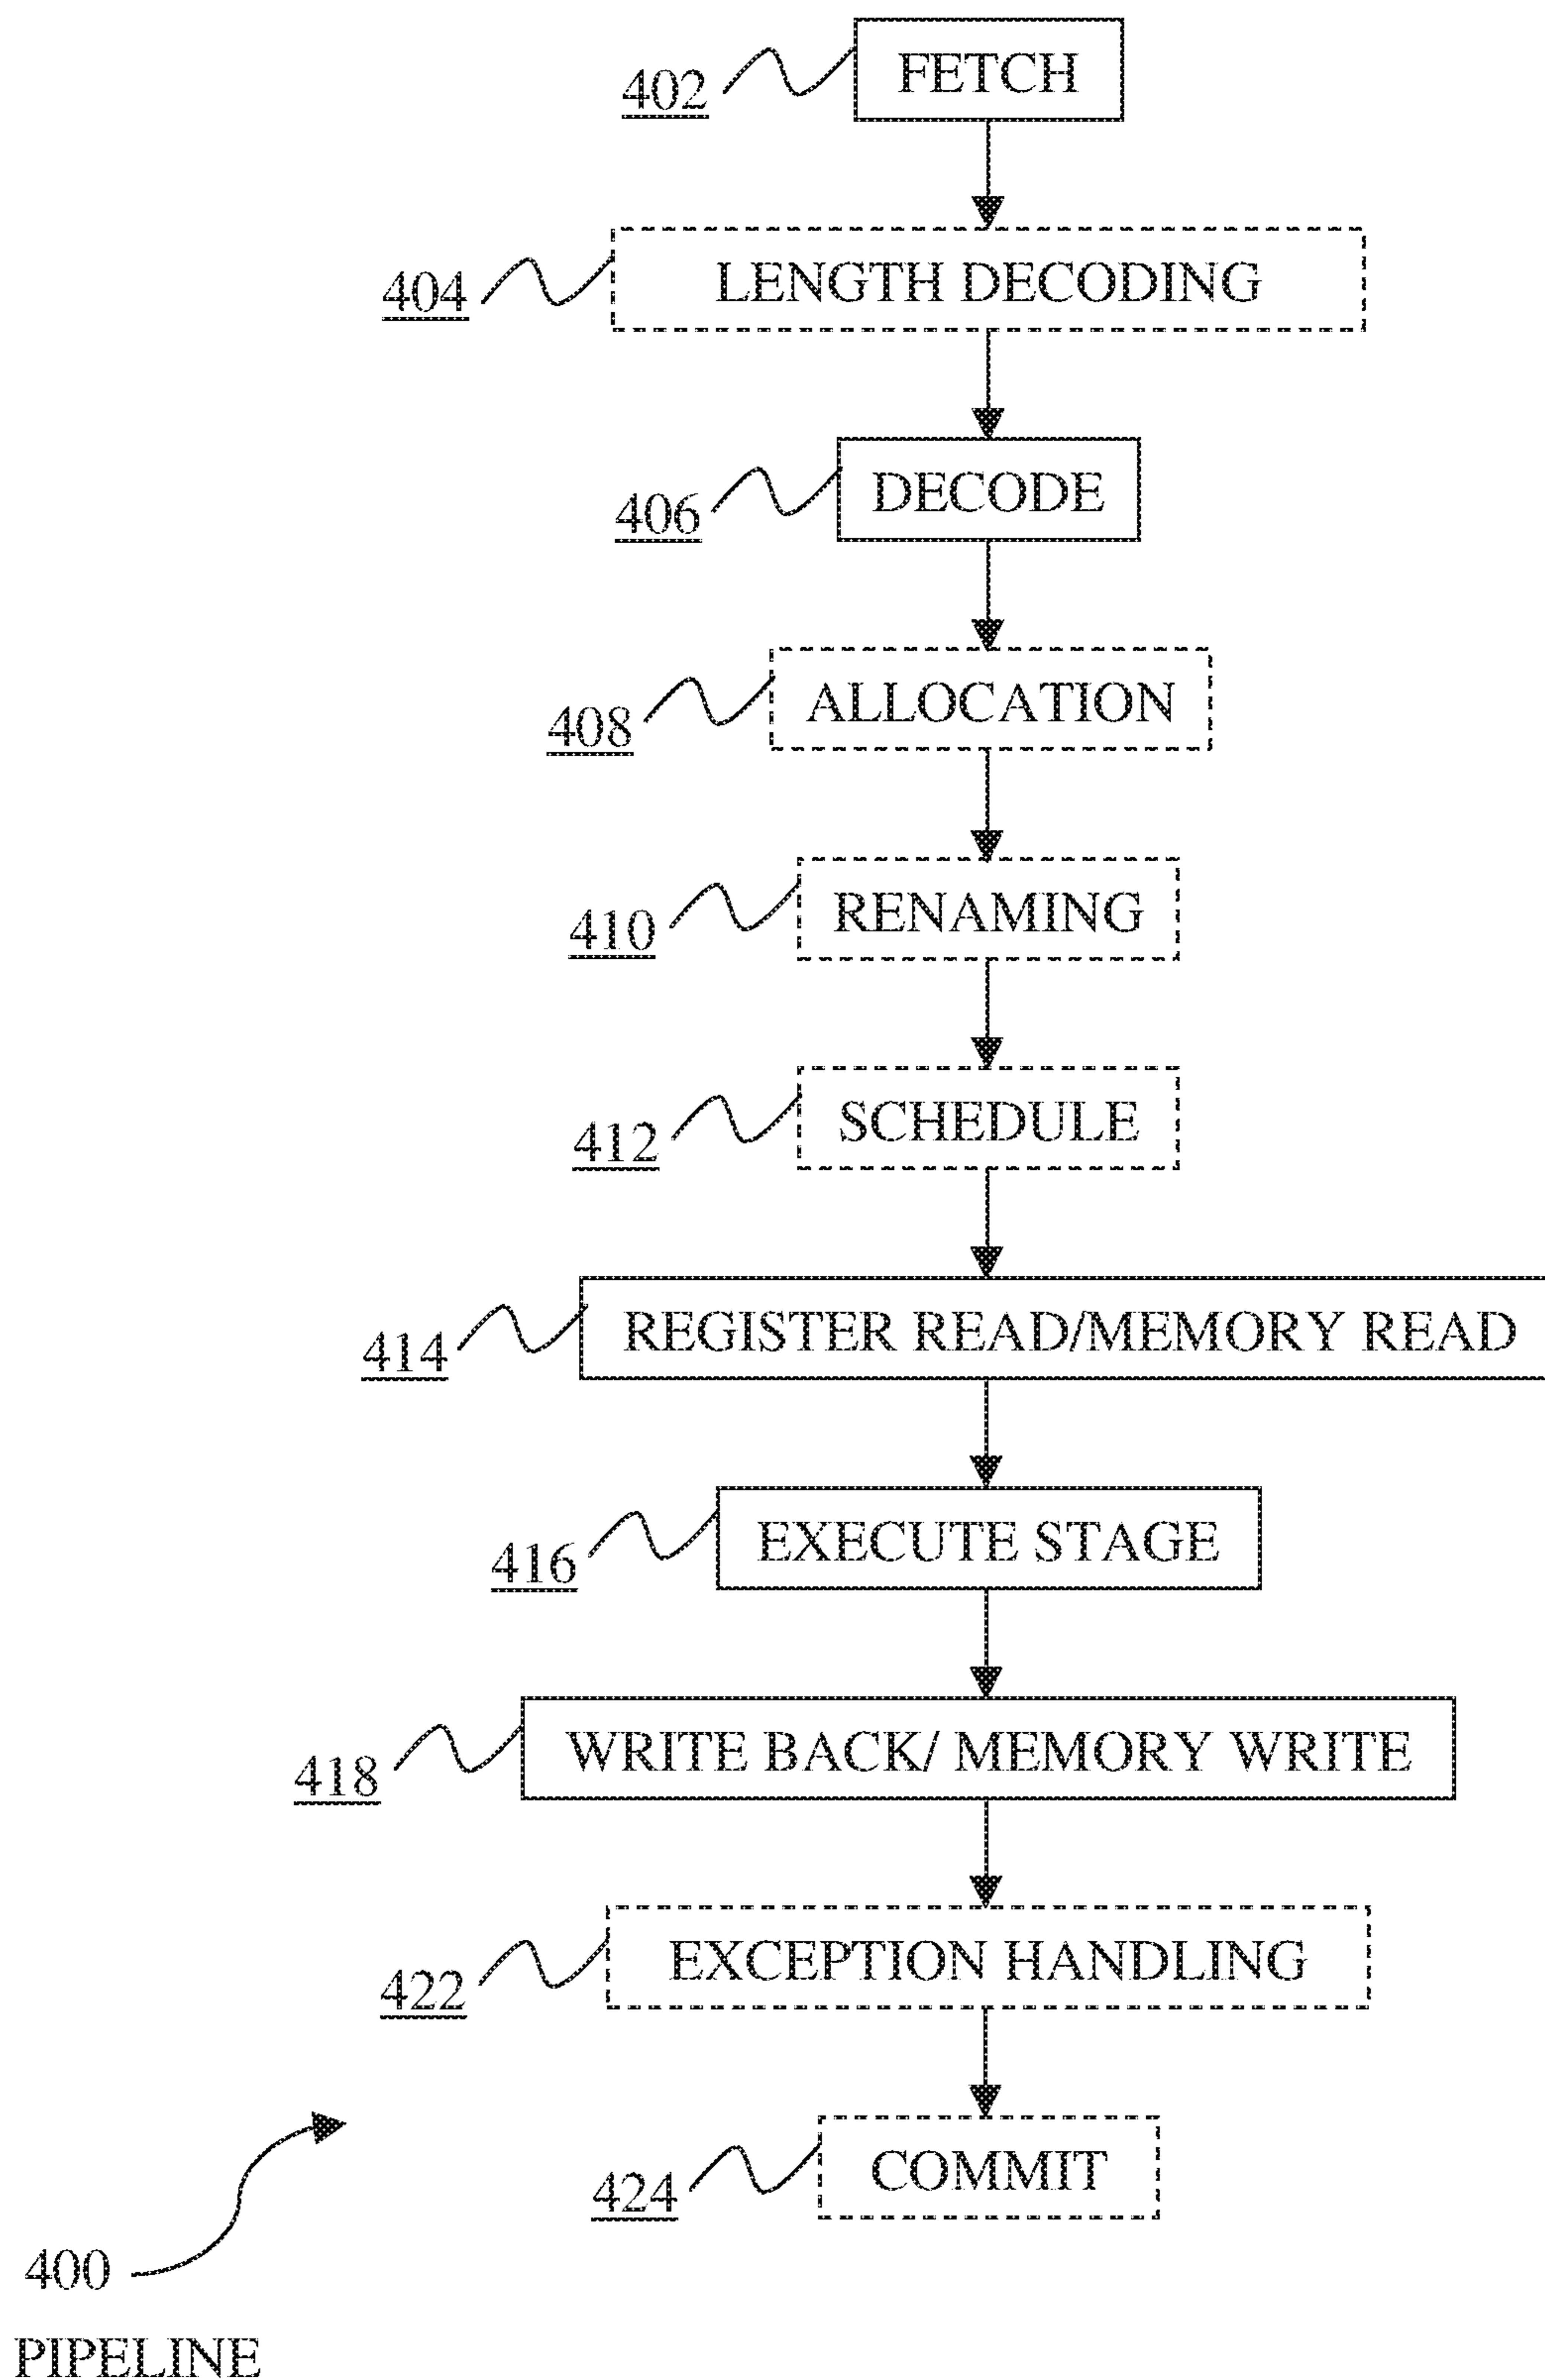 402 FETCH
404 LENGTH DECODING
406 DECODE
408 ALLOCATION
410 RENAMING
412 SCHEDULE
414 REGISTER READ/MEMORY READ
416 EXECUTE STAGE
418 WRITE BACK/ MEMORY WRITE
422 EXCEPTION HANDLING
424 COMMIT
400
PIPELINE